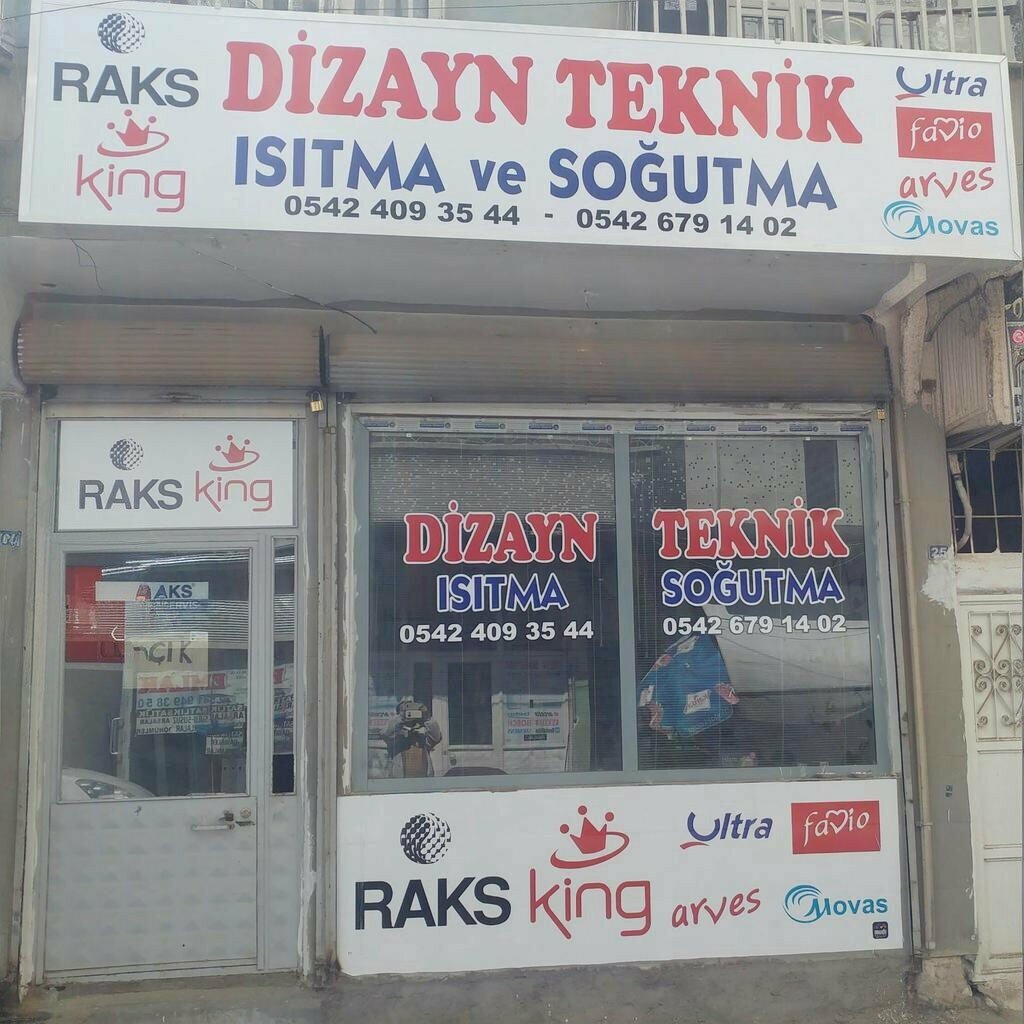 RAKS
king
DİZAYN TEKNİK
ISITMA ve SOĞUTMA
0542 409 35 44 - 0542 679 14 02
Ultra
favio
arves
Movas
RAKS king
DİZAYN TEKNİK
ISITMA SOĞUTMA
0542 409 35 44 0542 679 14 02
AKS
25
RAKS
king
Ultra
favio
arves
Movas